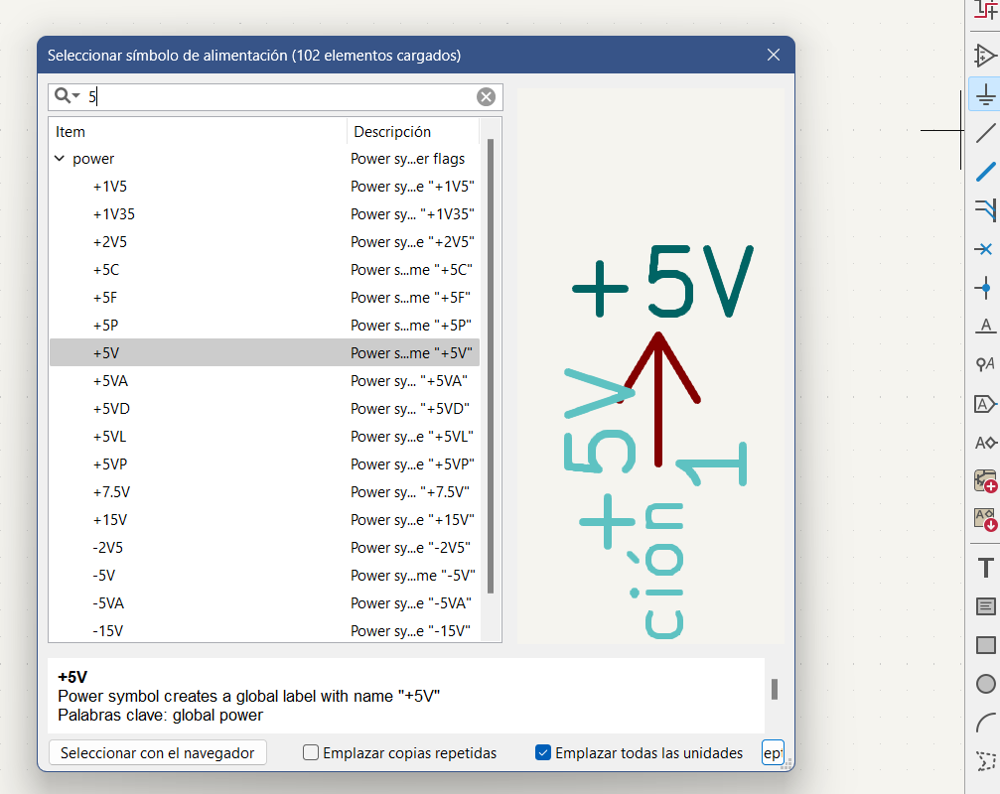 Seleccionar símbolo de alimentación (102 elementos cargados)
5
Item Descripción
power Power sy...er flags
+1V5 Power sy...e "+1V5"
+1V35 Power sy... "+1V35"
+2V5 Power sy...e "+2V5"
+5C Power s...me "+5C"
+5F Power s...me "+5F"
+5P Power s...me "+5P"
+5V Power s...me "+5V"
+5VA Power sy... "+5VA"
+5VD Power sy... "+5VD"
+5VL Power sy...e "+5VL"
+5VP Power sy...e "+5VP"
+7.5V Power sy... "+7.5V"
+15V Power sy...e "+15V"
-2V5 Power sy...e "-2V5"
-5V Power sy...me "-5V"
-5VA Power sy...e "-5VA"
-15V Power sy...e "-15V"
+5V
+5V
1
ción
+5V
Power symbol creates a global label with name "+5V"
Palabras clave: global power
Seleccionar con el navegador Emplazar copias repetidas Emplazar todas las unidades ept
A
A
A
A
A
T